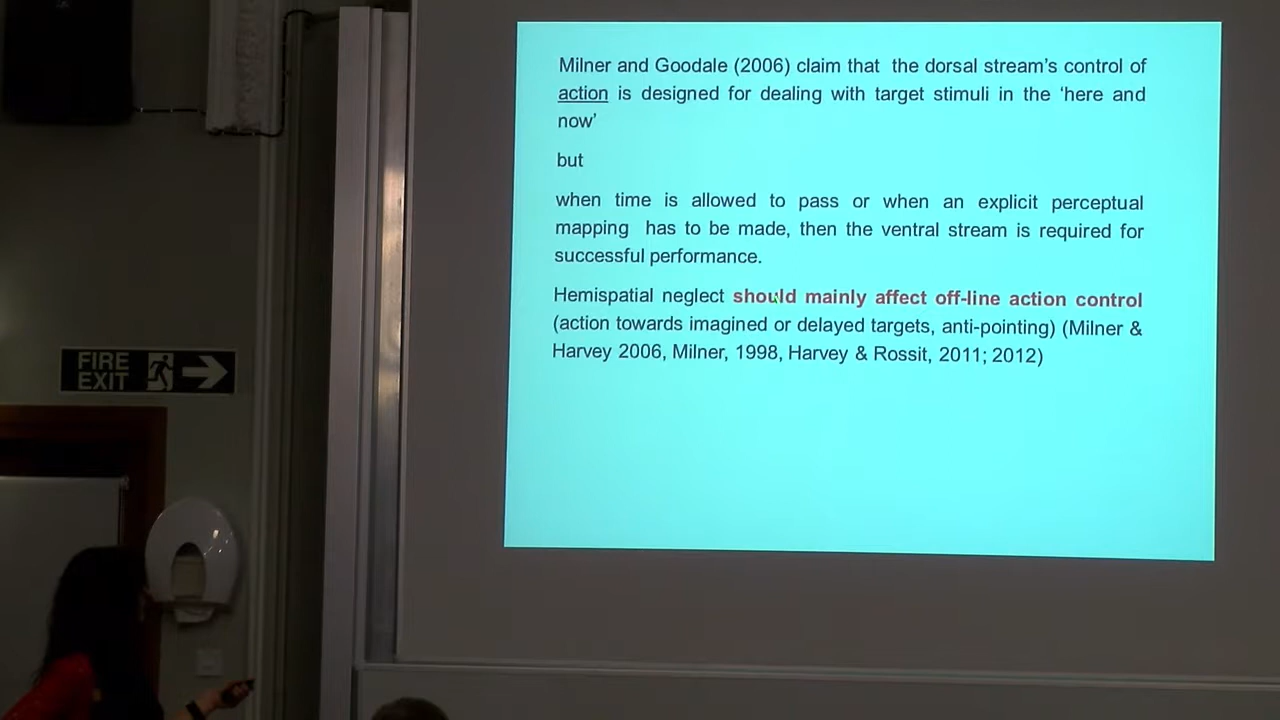 Milner and Goodale (2006) claim that the dorsal stream's control of
action is designed for dealing with target stimuli in the 'here and
now'
but
when time is allowed to pass or when an explicit perceptual
mapping has to be made, then the ventral stream is required for
successful performance.
Hemispatial neglect should mainly affect off-line action control
(action towards imagined or delayed targets, anti-pointing) (Milner &
Harvey 2006, Milner, 1998, Harvey & Rossit, 2011; 2012)
FIRE
EXIT